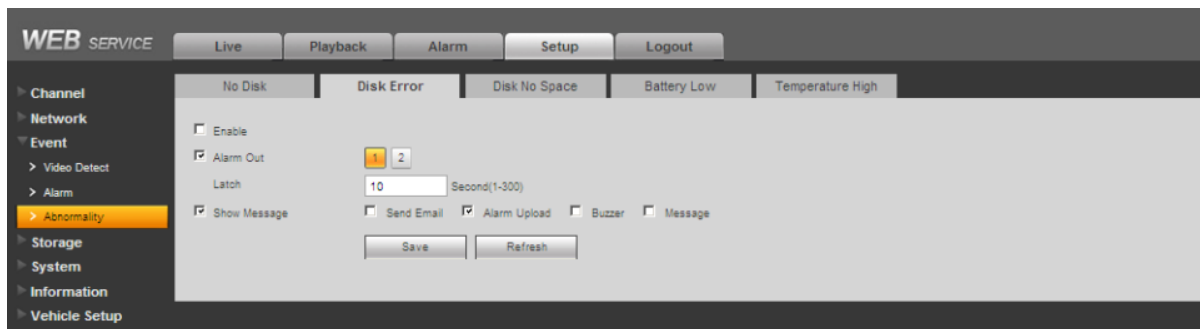 WEB SERVICE
Live Playback Alarm Setup Logout
No Disk Disk Error Disk No Space Battery Low Temperature High
Channel
Network
Event
> Video Detect
> Alarm
> Abnormality
Storage
System
Information
Vehicle Setup
Enable
Alarm Out 1 2
Latch 10 Second(1-300)
Show Message Send Email Alarm Upload Buzzer Message
Save Refresh